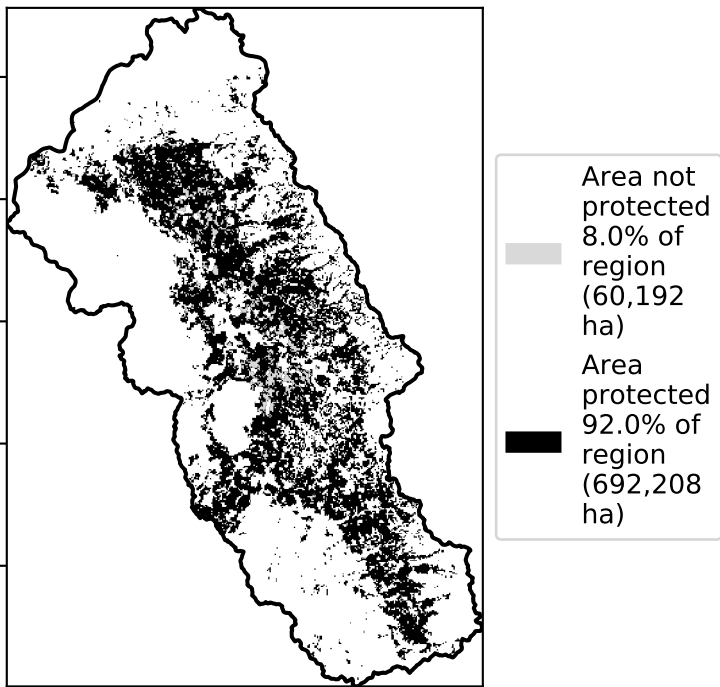 Area not
protected
8.0% of
region
(60,192
ha)
Area
protected
92.0% of
region
(692,208
ha)